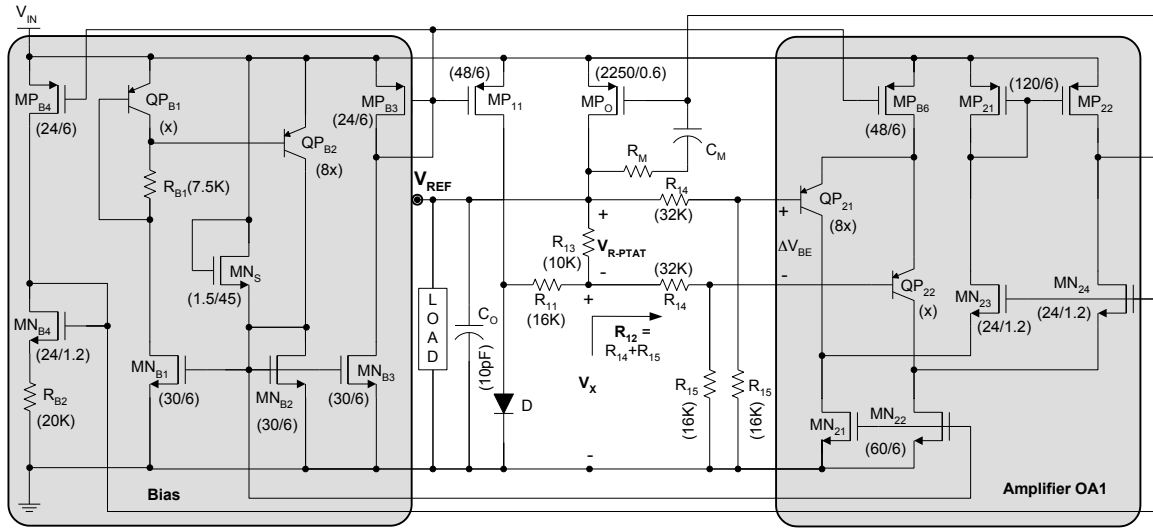 V_IN
MP_B4
(24/6)
QP_B1
(x)
QP_B2
(8x)
MP_B3
(24/6)
R_B1(7.5K)
MN_S
(1.5/45)
MN_B4
(24/1.2)
R_B2
(20K)
MN_B1
(30/6)
MN_B2
(30/6)
MN_B3
(30/6)
Bias
(48/6)
MP_11
(2250/0.6)
MP_O
C_M
R_M
V_REF
R_14
(32K)
R_13
(10K)
+
V_R-PTAT
-
R_11
(16K)
+
(32K)
R_14
LOAD
C_O
(10pF)
D
R_12 =
R_14+R_15
V_X
-
R_15
(16K)
R_15
(16K)
MP_B6
(48/6)
MP_21
(120/6)
MP_22
QP_21
(8x)
+
ΔV_BE
-
QP_22
(x)
MN_23
(24/1.2)
MN_24
(24/1.2)
MN_21
MN_22
(60/6)
Amplifier OA1